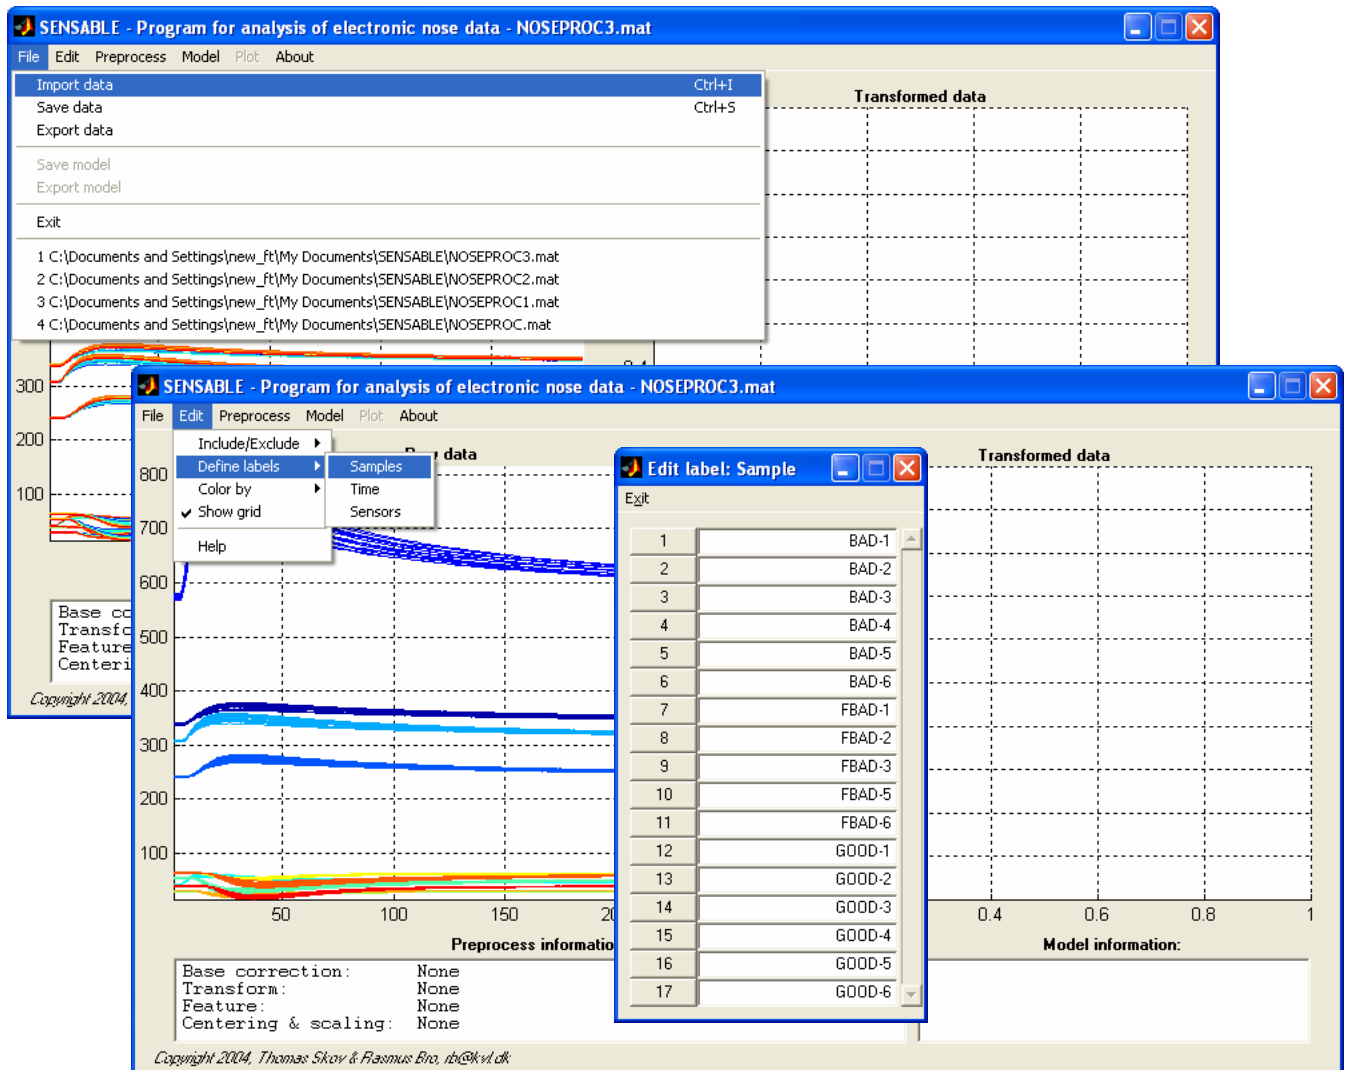 SENSABLE - Program for analysis of electronic nose data - NOSEPROC3.mat
File Edit Preprocess Model Plot About
Import data Ctrl+I
Save data Ctrl+S
Export data
Save model
Export model
Exit
1 C:\Documents and Settings\new_ft\My Documents\SENSABLE\NOSEPROC3.mat
2 C:\Documents and Settings\new_ft\My Documents\SENSABLE\NOSEPROC2.mat
3 C:\Documents and Settings\new_ft\My Documents\SENSABLE\NOSEPROC1.mat
4 C:\Documents and Settings\new_ft\My Documents\SENSABLE\NOSEPROC.mat
Transformed data
300
200
100
Base co
Transfo
Feature
Centeri
Copyright 2004,
SENSABLE - Program for analysis of electronic nose data - NOSEPROC3.mat
File Edit Preprocess Model Plot About
Include/Exclude
Define labels
Color by
Show grid
Help
Samples
Time
Sensors
data
800
700
600
500
400
300
200
100
50 100 150 20
Edit label: Sample
Exit
1 BAD-1
2 BAD-2
3 BAD-3
4 BAD-4
5 BAD-5
6 BAD-6
7 FBAD-1
8 FBAD-2
9 FBAD-3
10 FBAD-5
11 FBAD-6
12 GOOD-1
13 GOOD-2
14 GOOD-3
15 GOOD-4
16 GOOD-5
17 GOOD-6
Transformed data
0.4 0.6 0.8 1
Preprocess informatio
Base correction: None
Transform: None
Feature: None
Centering & scaling: None
Model information:
Copyright 2004, Thomas Skov & Rasmus Bro, rb@kvl.dk